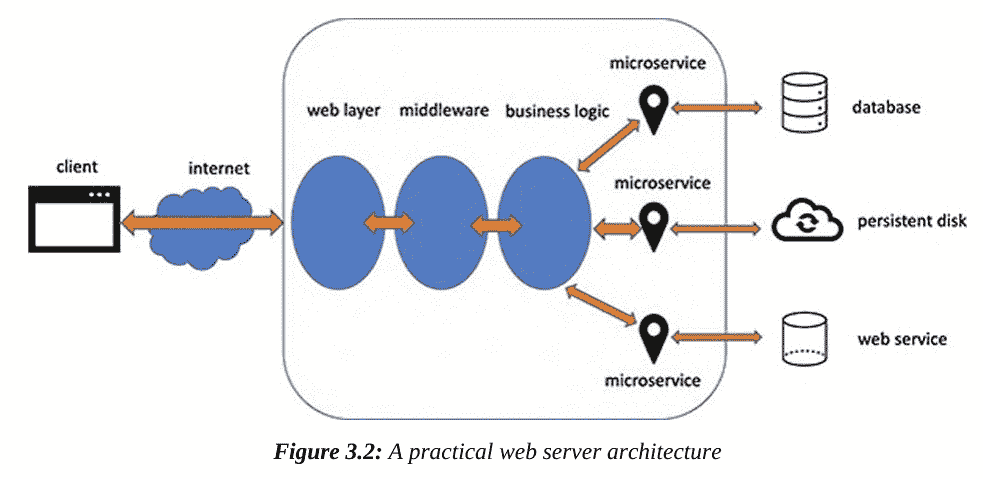 client
internet
web layer
middleware
business logic
microservice
database
microservice
persistent disk
web service
microservice
Figure 3.2: A practical web server architecture